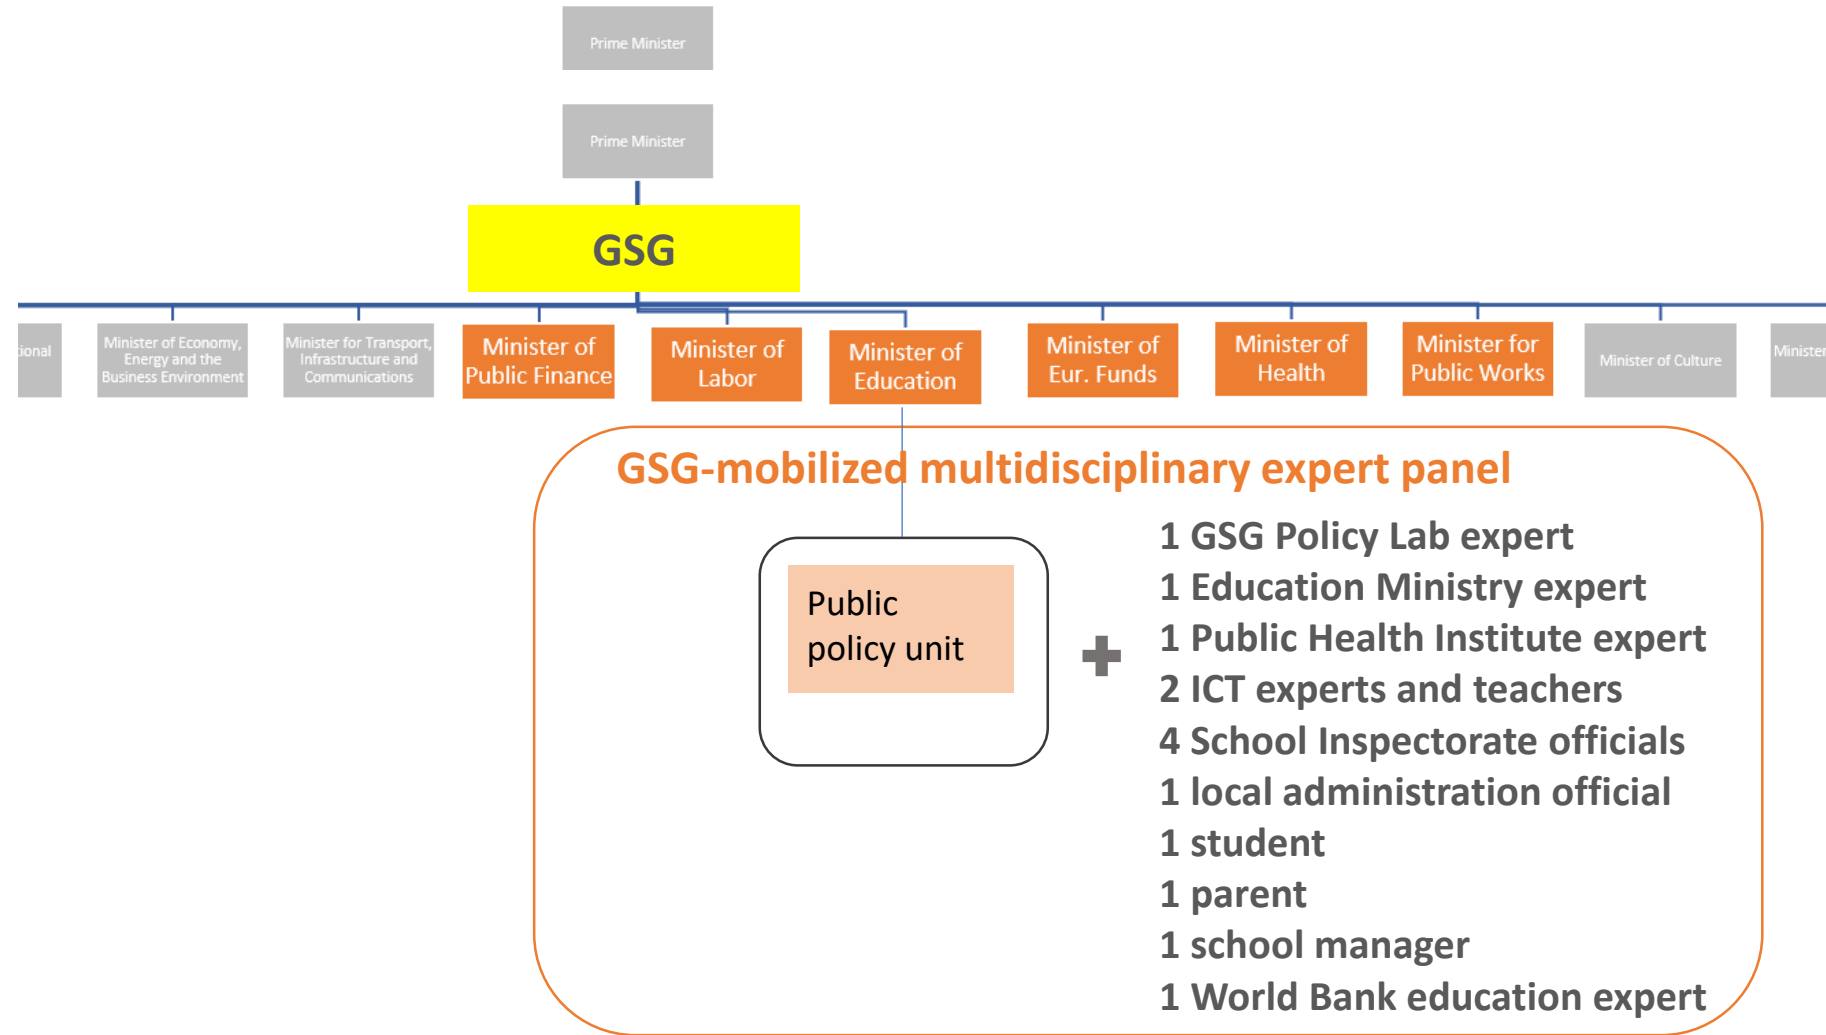 Prime Minister
Prime Minister
GSG
Minister of Economy,
Energy and the
Business Environment
Minister for Transport,
Infrastructure and
Communications
Minister of
Public Finance
Minister of
Labor
Minister of
Education
Minister of
Eur. Funds
Minister of
Health
Minister for
Public Works
Minister of Culture
Minister
GSG-mobilized multidisciplinary expert panel
Public
policy unit
1 GSG Policy Lab expert
1 Education Ministry expert
1 Public Health Institute expert
2 ICT experts and teachers
4 School Inspectorate officials
1 local administration official
1 student
1 parent
1 school manager
1 World Bank education expert